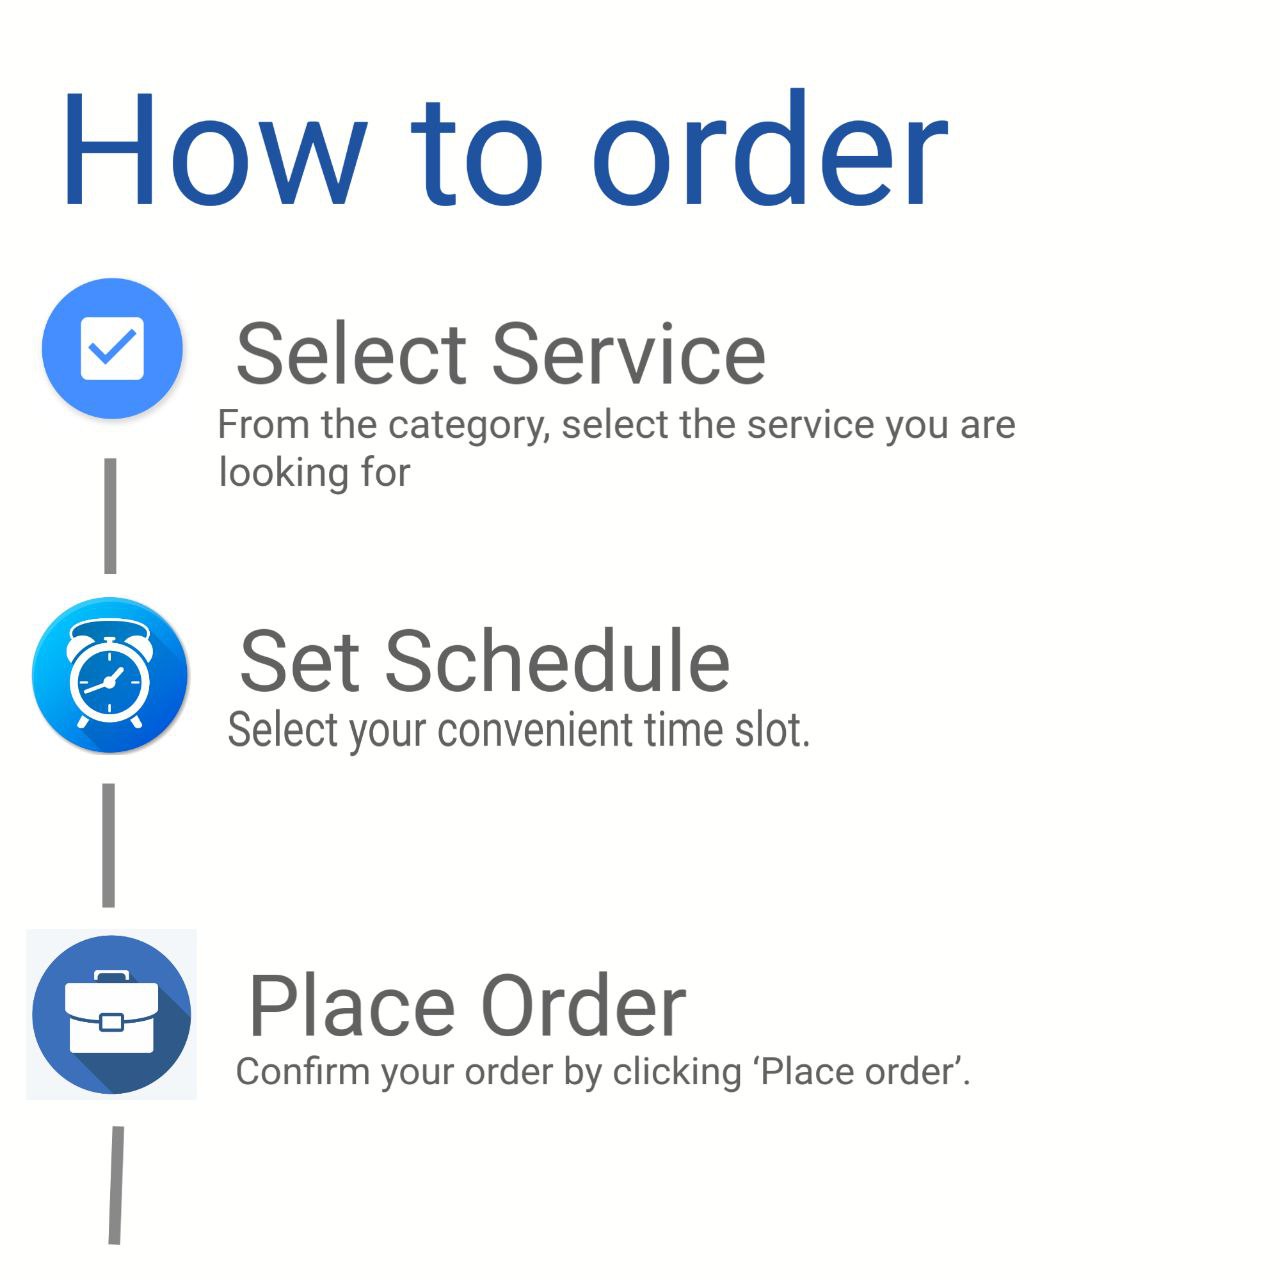 How to order
Select Service
From the category, select the service you are
looking for
Set Schedule
Select your convenient time slot.
Place Order
Confirm your order by clicking ‘Place order’.